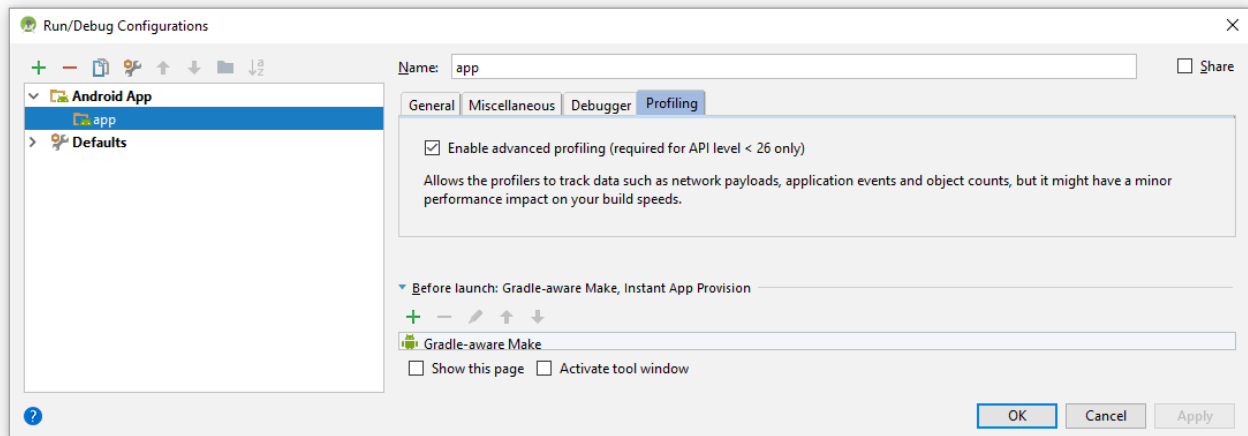 Run/Debug Configurations
Name: app
Share
Android App
app
Defaults
General Miscellaneous Debugger Profiling
Enable advanced profiling (required for API level < 26 only)
Allows the profilers to track data such as network payloads, application events and object counts, but it might have a minor
performance impact on your build speeds.
Before launch: Gradle-aware Make, Instant App Provision
Gradle-aware Make
Show this page Activate tool window
OK Cancel Apply